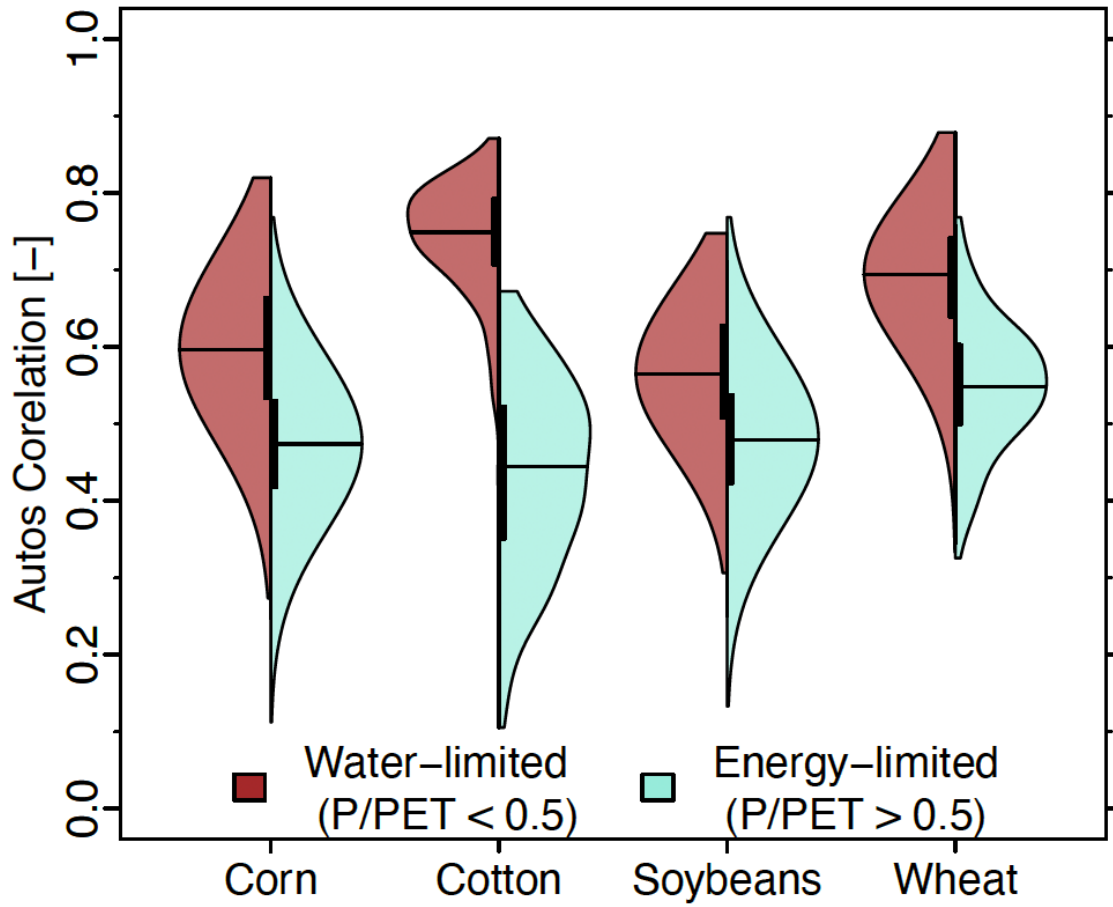 Autos Corelation [-]
1.0
0.8
0.6
0.4
0.2
0.0
Water-limited
(P/PET < 0.5)
Energy-limited
(P/PET > 0.5)
Corn
Cotton
Soybeans
Wheat